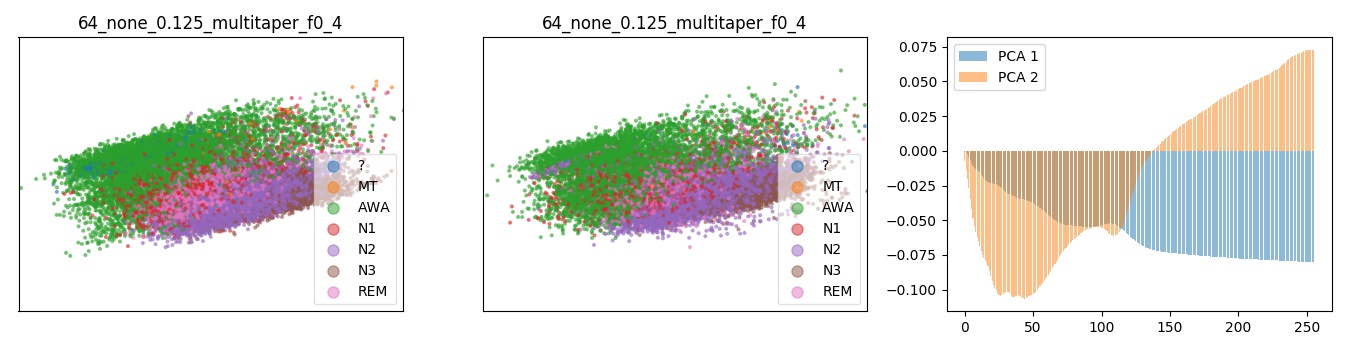 64_none_0.125_multitaper_f0_4
?
MT
AWA
N1
N2
N3
REM
64_none_0.125_multitaper_f0_4
?
MT
AWA
N1
N2
N3
REM
PCA 1
PCA 2
0.075
0.050
0.025
0.000
−0.025
−0.050
−0.075
−0.100
0 50 100 150 200 250